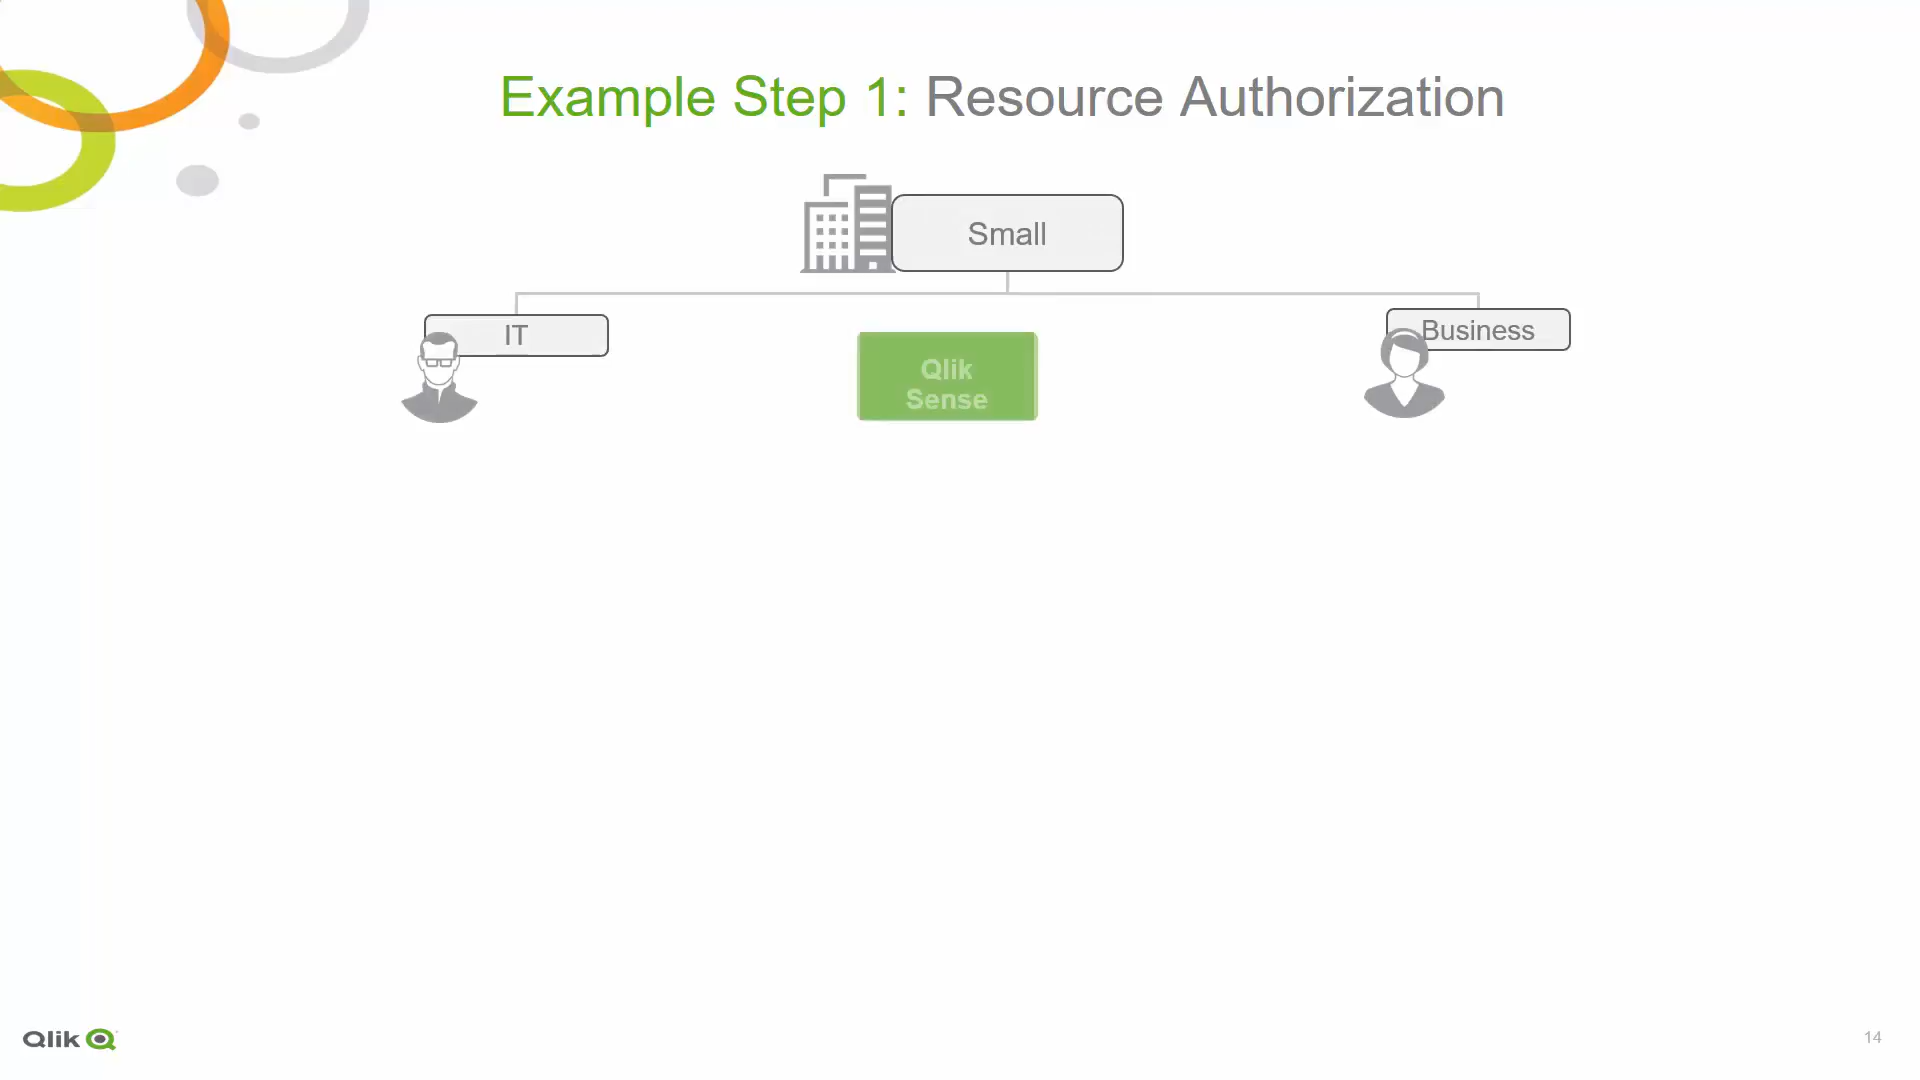 Example Step 1: Resource Authorization
Small
IT
Business
Qlik
Sense
Qlik
14